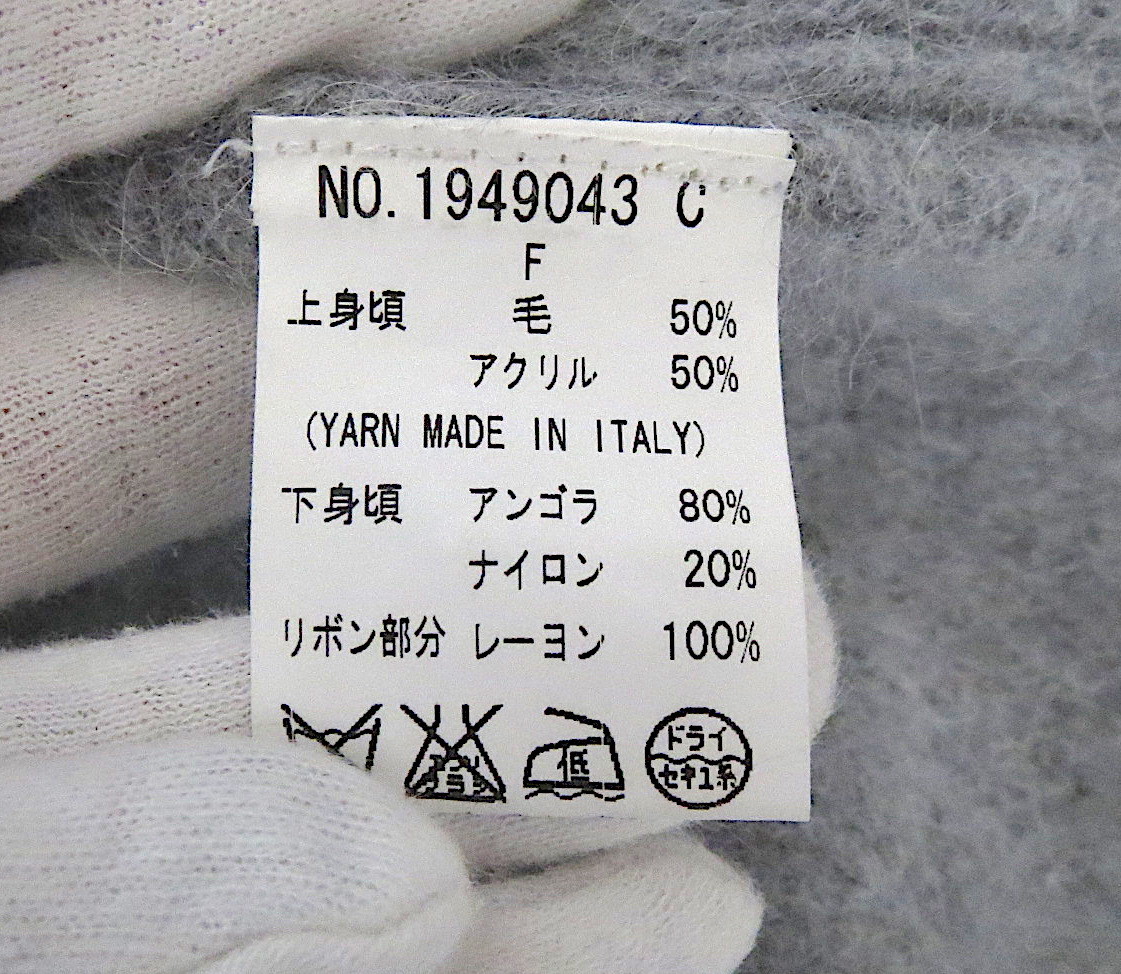 NO.1949043 C
F
上身頃 毛 50%
アクリル 50%
(YARN MADE IN ITALY)
下身頃 アンゴラ 80%
ナイロン 20%
リボン部分 レーヨン 100%
低
ドライ
セキユ系